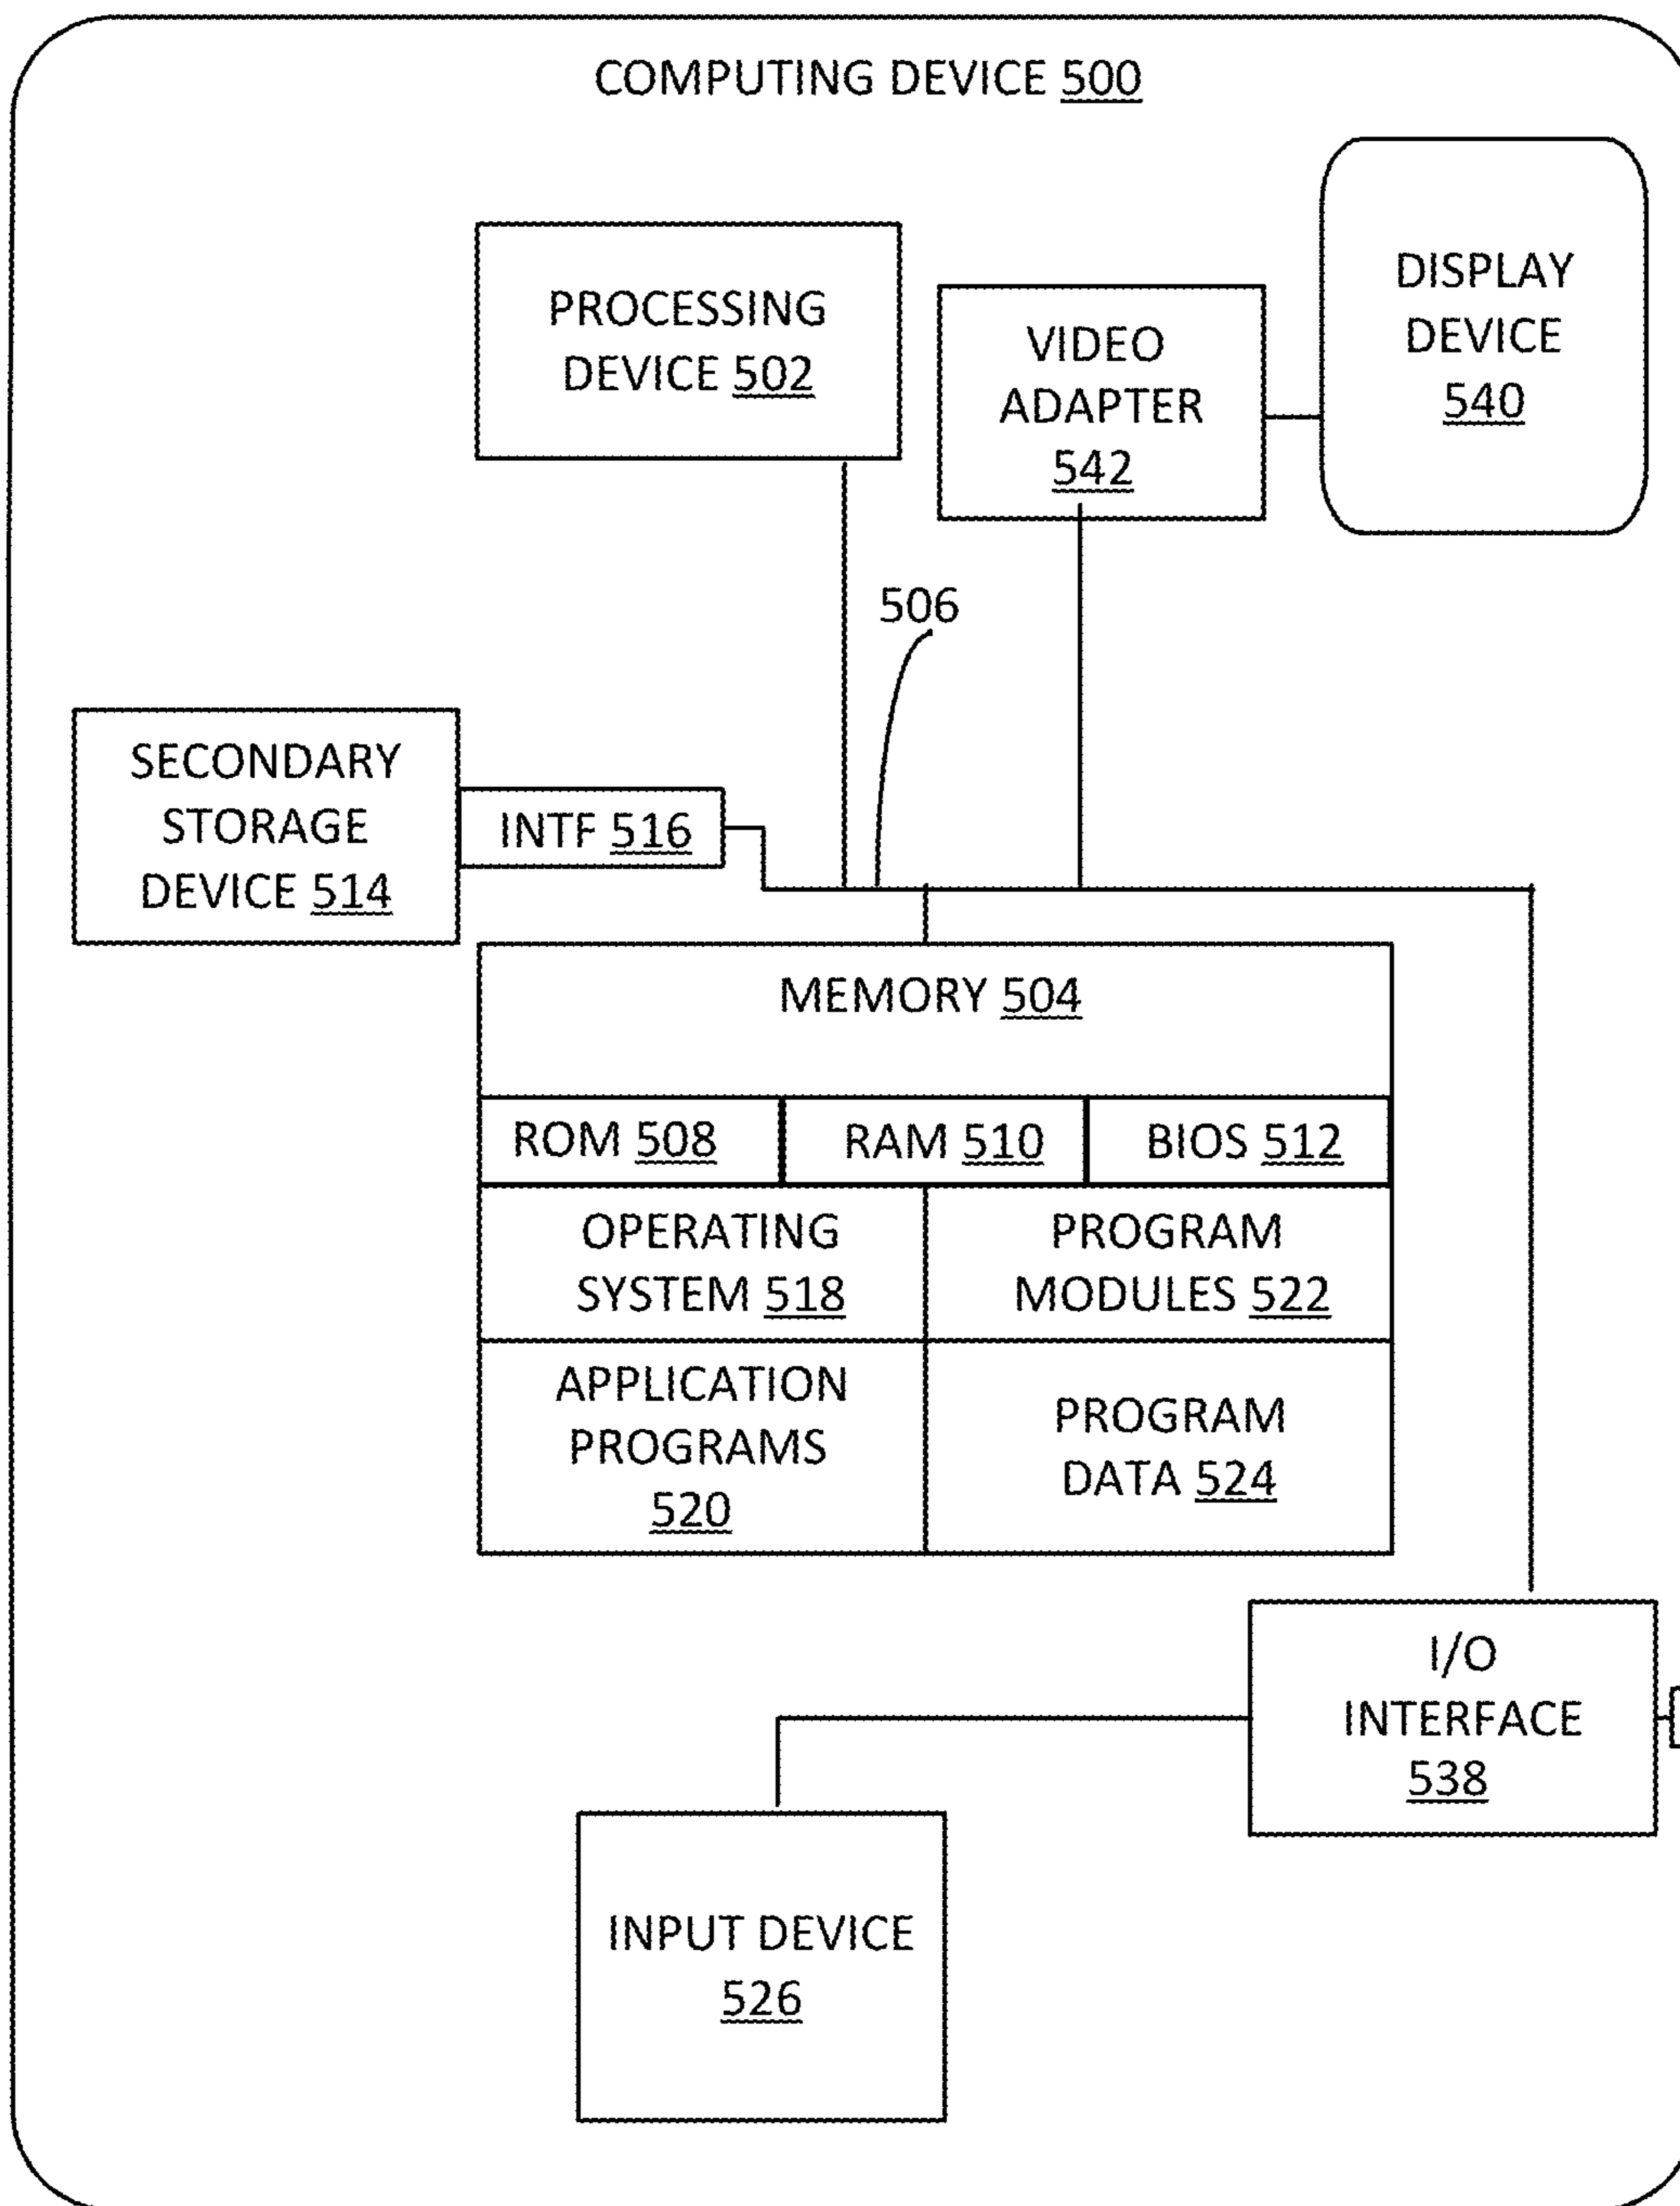 COMPUTING DEVICE 500
PROCESSING
DEVICE 502
VIDEO
ADAPTER
542
DISPLAY
DEVICE
540
506
SECONDARY
STORAGE
DEVICE 514
INTF 516
MEMORY 504
ROM 508
RAM 510
BIOS 512
OPERATING
SYSTEM 518
PROGRAM
MODULES 522
APPLICATION
PROGRAMS
520
PROGRAM
DATA 524
I/O
INTERFACE
538
INPUT DEVICE
526